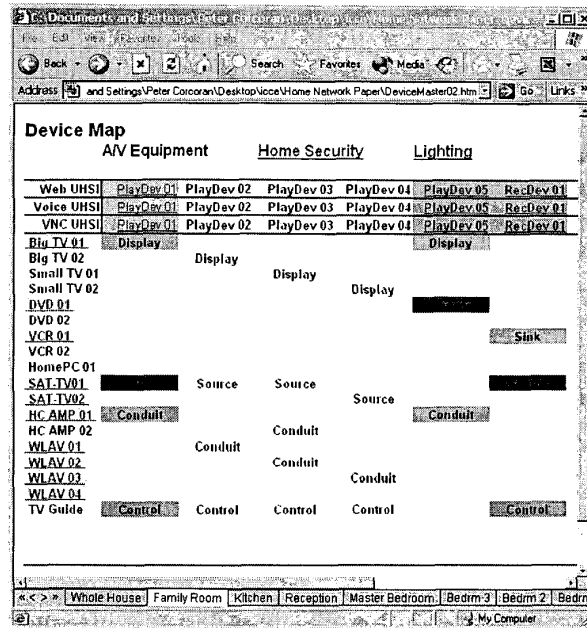 C:\Documents and Settings\Peter Corcoran\Desktop\icce\Home Network
File Edit View Favorites Tools Help
Back Search Favorites Media
Address and Settings\Peter Corcoran\Desktop\icce\Home Network Paper\DeviceMaster02.htm Go Links
Device Map
A/V Equipment Home Security Lighting
Web UHSI PlayDev 01 PlayDev 02 PlayDev 03 PlayDev 04 PlayDev 05 RecDev 01
Voice UHSI PlayDev 01 PlayDev 02 PlayDev 03 PlayDev 04 PlayDev 05 RecDev 01
VNC UHSI PlayDev 01 PlayDev 02 PlayDev 03 PlayDev 04 PlayDev 05 RecDev 01
Big TV 01 Display Display
Big TV 02 Display
Small TV 01 Display
Small TV 02 Display
DVD 01
DVD 02
VCR 01 Sink
VCR 02
HomePC 01
SAT-TV01 Source Source
SAT-TV02 Source
HC AMP 01 Conduit Conduit
HC AMP 02 Conduit
WLAV 01 Conduit
WLAV 02 Conduit
WLAV 03 Conduit
WLAV 04
TV Guide Control Control Control Control Control
« < > » Whole House Family Room Kitchen Reception Master Bedroom Bedrm 3 Bedrm 2 Bedrm
My Computer